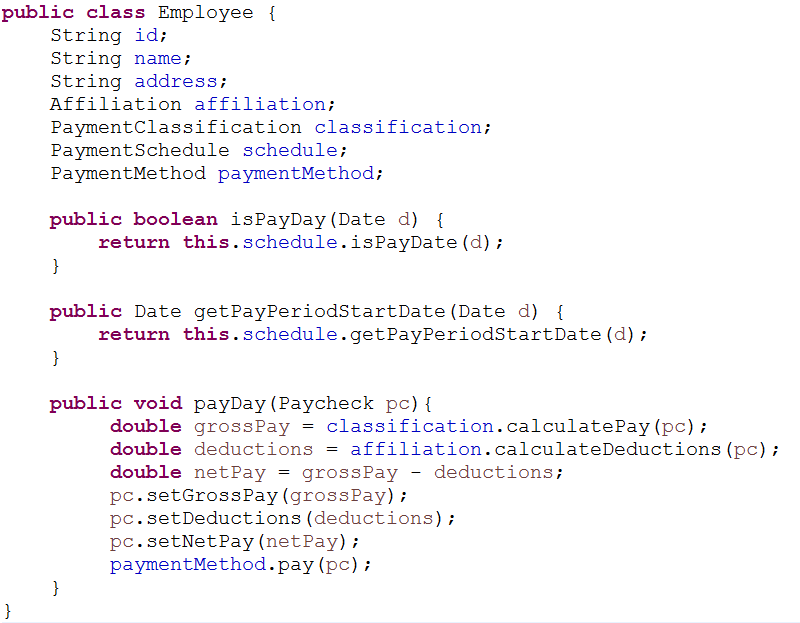 public class Employee {
    String id;
    String name;
    String address;
    Affiliation affiliation;
    PaymentClassification classification;
    PaymentSchedule schedule;
    PaymentMethod paymentMethod;

    public boolean isPayDay(Date d) {
        return this.schedule.isPayDate(d);
    }

    public Date getPayPeriodStartDate(Date d) {
        return this.schedule.getPayPeriodStartDate(d);
    }

    public void payDay(Paycheck pc){
         double grossPay = classification.calculatePay(pc);
         double deductions = affiliation.calculateDeductions(pc);
         double netPay = grossPay - deductions;
         pc.setGrossPay(grossPay);
         pc.setDeductions(deductions);
         pc.setNetPay(netPay);
         paymentMethod.pay(pc);
    }
}